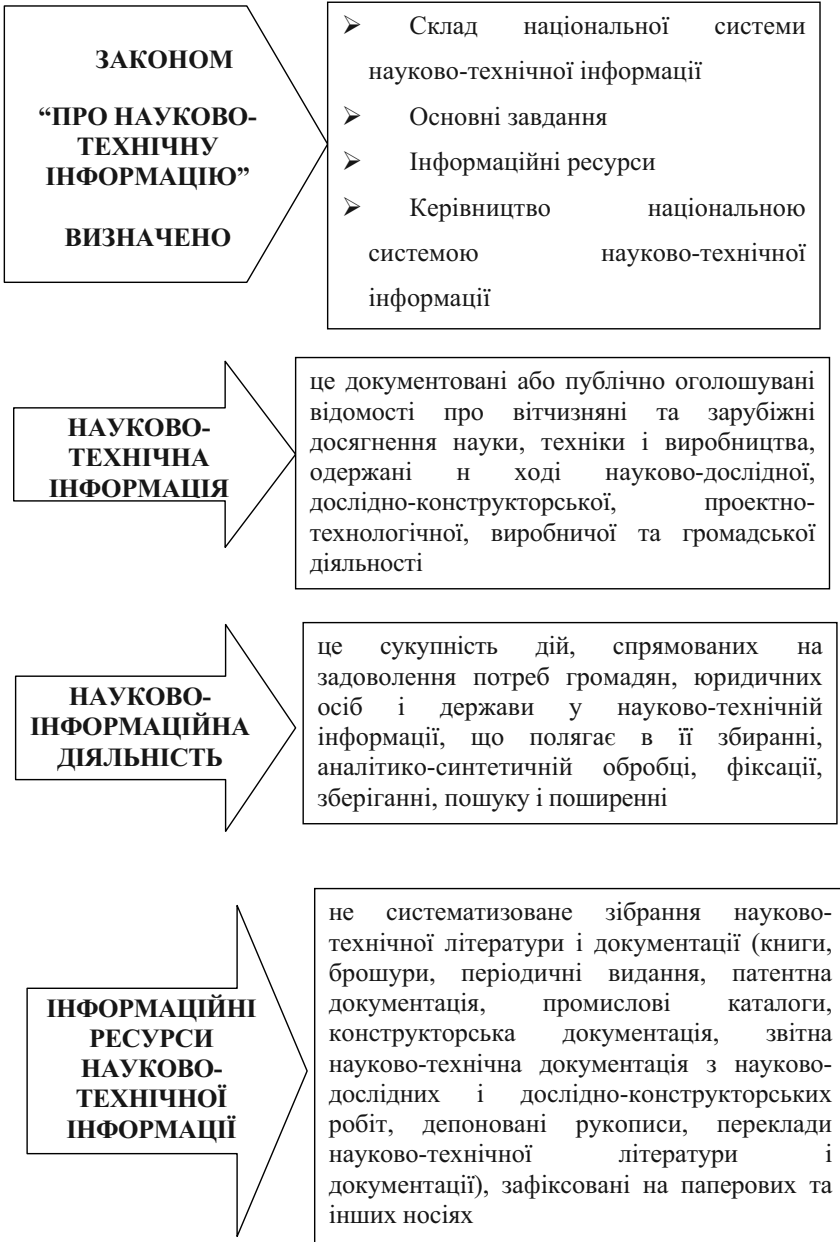 ЗАКОНОМ
“ПРО НАУКОВО-
ТЕХНІЧНУ
ІНФОРМАЦІЮ”
ВИЗНАЧЕНО
➢ Склад національної системи
науково-технічної інформації
➢ Основні завдання
➢ Інформаційні ресурси
➢ Керівництво національною
системою науково-технічної
інформації
НАУКОВО-
ТЕХНІЧНА
ІНФОРМАЦІЯ
це документовані або публічно оголошувані
відомості про вітчизняні та зарубіжні
досягнення науки, техніки і виробництва,
одержані н ході науково-дослідної,
дослідно-конструкторської, проектно-
технологічної, виробничої та громадської
діяльності
НАУКОВО-
ІНФОРМАЦІЙНА
ДІЯЛЬНІСТЬ
це сукупність дій, спрямованих на
задоволення потреб громадян, юридичних
осіб і держави у науково-технічній
інформації, що полягає в її збиранні,
аналітико-синтетичній обробці, фіксації,
зберіганні, пошуку і поширенні
ІНФОРМАЦІЙНІ
РЕСУРСИ
НАУКОВО-
ТЕХНІЧНОЇ
ІНФОРМАЦІЇ
не систематизоване зібрання науково-
технічної літератури і документації (книги,
брошури, періодичні видання, патентна
документація, промислові каталоги,
конструкторська документація, звітна
науково-технічна документація з науково-
дослідних і дослідно-конструкторських
робіт, депоновані рукописи, переклади
науково-технічної літератури і
документації), зафіксовані на паперових та
інших носіях